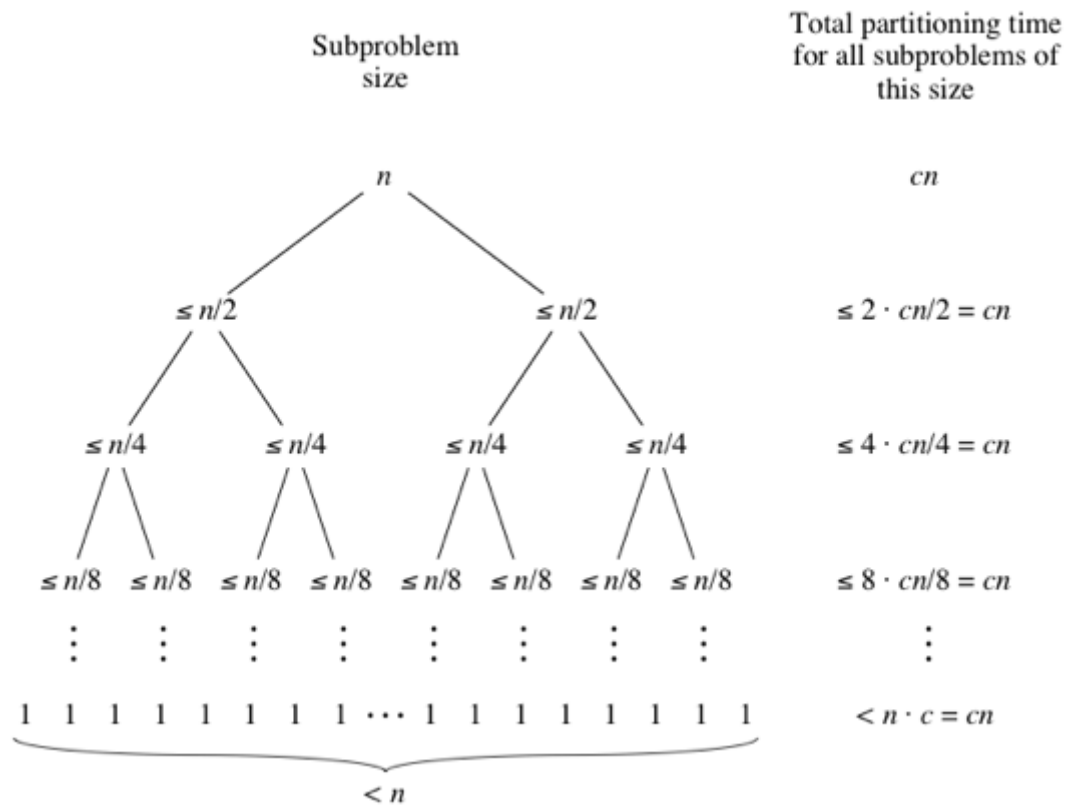 Subproblem
size
Total partitioning time
for all subproblems of
this size
n cn
≤ n/2 ≤ n/2 ≤ 2 · cn/2 = cn
≤ n/4 ≤ n/4 ≤ n/4 ≤ n/4 ≤ 4 · cn/4 = cn
≤ n/8 ≤ n/8 ≤ n/8 ≤ n/8 ≤ n/8 ≤ n/8 ≤ n/8 ≤ n/8 ≤ 8 · cn/8 = cn
⋮ ⋮ ⋮ ⋮ ⋮ ⋮ ⋮ ⋮ ⋮
1 1 1 1 1 1 1 1 ··· 1 1 1 1 1 1 1 1 < n · c = cn
< n